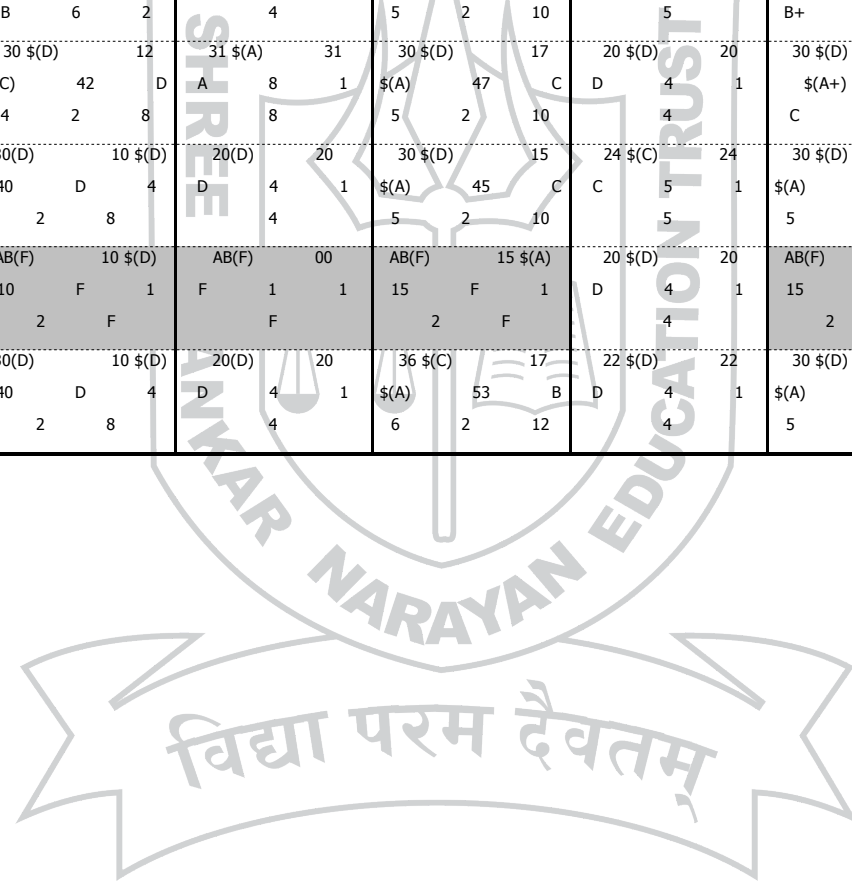 B 6 2 4 5 2 10 5 B+
30 $(D) 12 31 $(A) 31 30 $(D) 17 20 $(D) 20 30 $(D)
C) 42 D A 8 1 $(A) 47 C D 4 1 $(A+)
4 2 8 8 5 2 10 4 C
30(D) 10 $(D) 20(D) 20 30 $(D) 15 24 $(C) 24 30 $(D)
40 D 4 D 4 1 $(A) 45 C C 5 1 $(A)
2 8 4 5 2 10 5 5
AB(F) 10 $(D) AB(F) 00 AB(F) 15 $(A) 20 $(D) 20 AB(F)
10 F 1 F 1 1 15 F 1 D 4 1 15
2 F F 2 F 4 2
30(D) 10 $(D) 20(D) 20 36 $(C) 17 22 $(D) 22 30 $(D)
40 D 4 D 4 1 $(A) 53 B D 4 1 $(A)
2 8 4 6 2 12 4 5
SHREE
ANKAR NARAYAN EDUCATION TRUST
विद्या परम दैवतम्